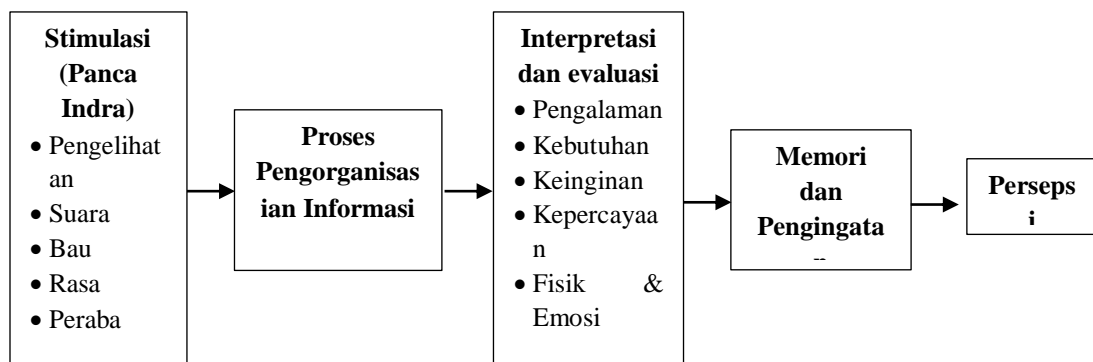 Stimulasi
(Panca
Indra)
• Pengelihat
an
• Suara
• Bau
• Rasa
• Peraba
Proses
Pengorganisas
ian Informasi
Interpretasi
dan evaluasi
• Pengalaman
• Kebutuhan
• Keinginan
• Kepercayaa
n
• Fisik &
Emosi
Memori
dan
Pengingata
n
Perseps
i